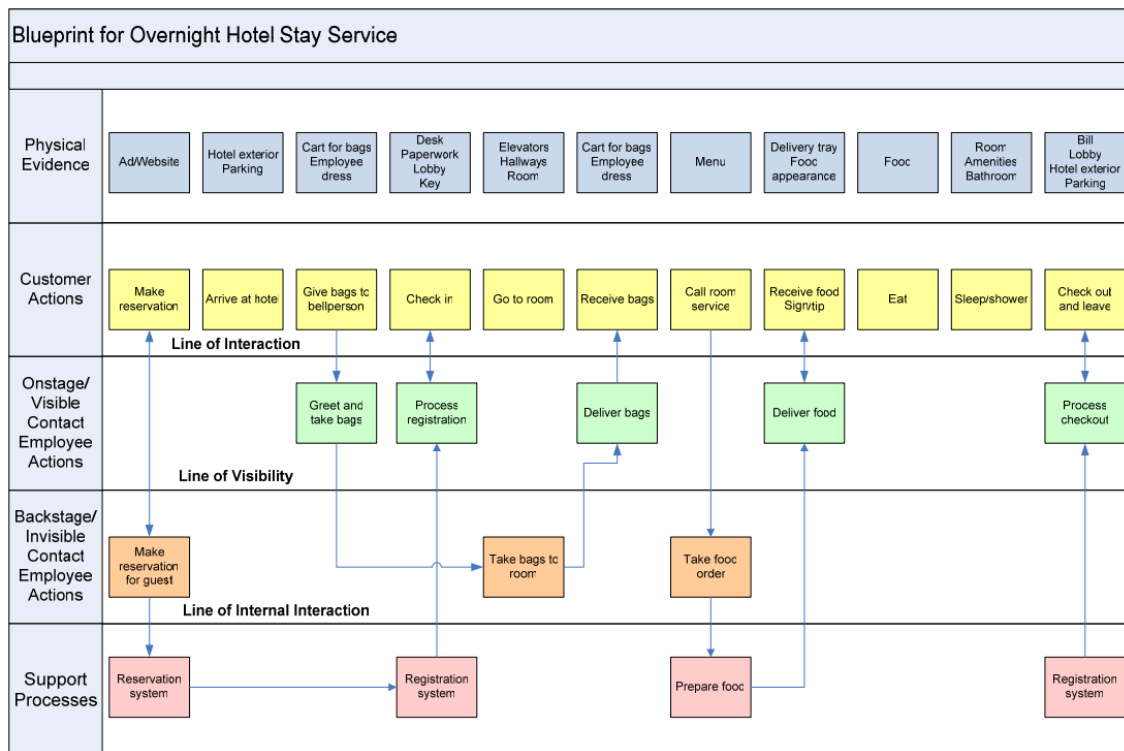 Blueprint for Overnight Hotel Stay Service
Physical
Evidence
Ad/Website
Hotel exterior
Parking
Cart for bags
Employee
dress
Desk
Paperwork
Lobby
Key
Elevators
Hallways
Room
Cart for bags
Employee
dress
Menu
Delivery tray
Food
appearance
Food
Room
Amenities
Bathroom
Bill
Lobby
Hotel exterior
Parking
Customer
Actions
Make
reservation
Arrive at hote
Give bags to
bellperson
Check in
Go to room
Receive bags
Call room
service
Receive food
Sign/tip
Eat
Sleep/shower
Check out
and leave
Line of Interaction
Onstage/
Visible
Contact
Employee
Actions
Greet and
take bags
Process
registration
Deliver bags
Deliver food
Process
checkout
Line of Visibility
Backstage/
Invisible
Contact
Employee
Actions
Make
reservation
for guest
Take bags to
room
Take food
order
Line of Internal Interaction
Support
Processes
Reservation
system
Registration
system
Prepare food
Registration
system